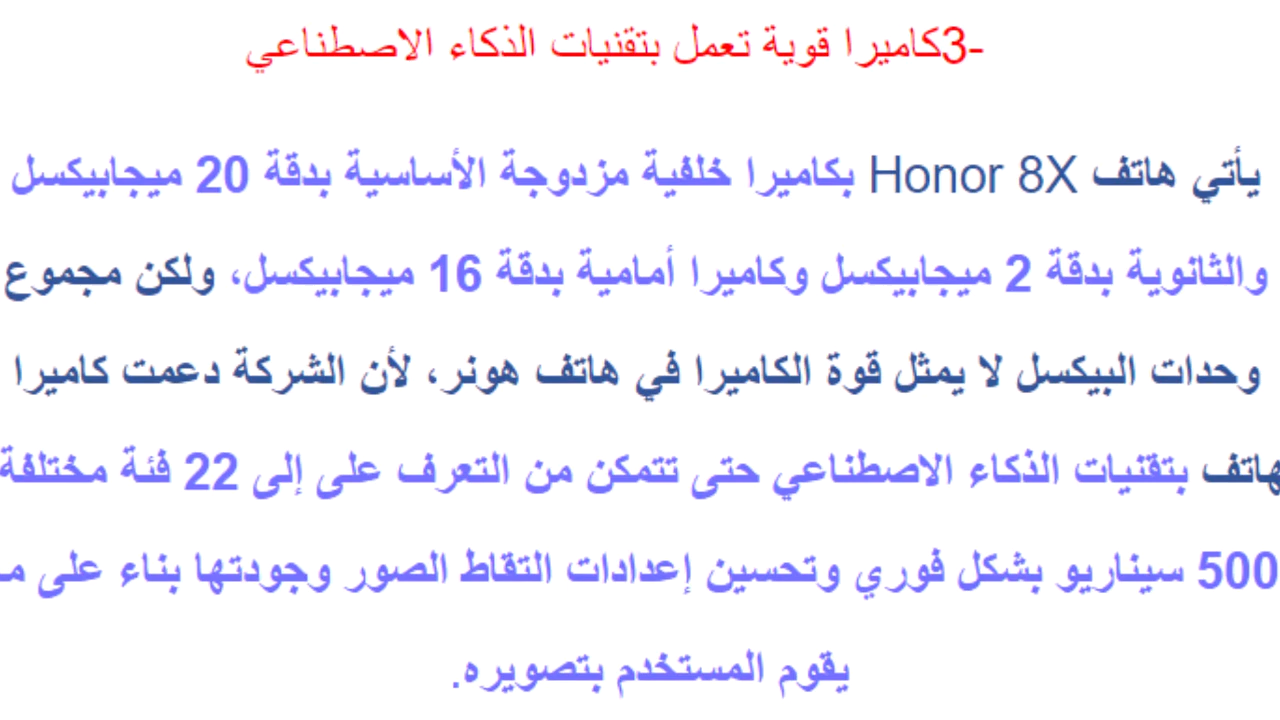 3-كاميرا قوية تعمل بتقنيات الذكاء الاصطناعي
يأتي هاتف Honor 8X بكاميرا خلفية مزدوجة الأساسية بدقة 20 ميجابيكسل
والثانوية بدقة 2 ميجابيكسل وكاميرا أمامية بدقة 16 ميجابيكسل، ولكن مجموع
وحدات البيكسل لا يمثل قوة الكاميرا في هاتف هونر، لأن الشركة دعمت كاميرا
هاتف بتقنيات الذكاء الاصطناعي حتى تتمكن من التعرف على إلى 22 فئة مختلفة
500 سيناريو بشكل فوري وتحسين إعدادات التقاط الصور وجودتها بناء على
يقوم المستخدم بتصويره.